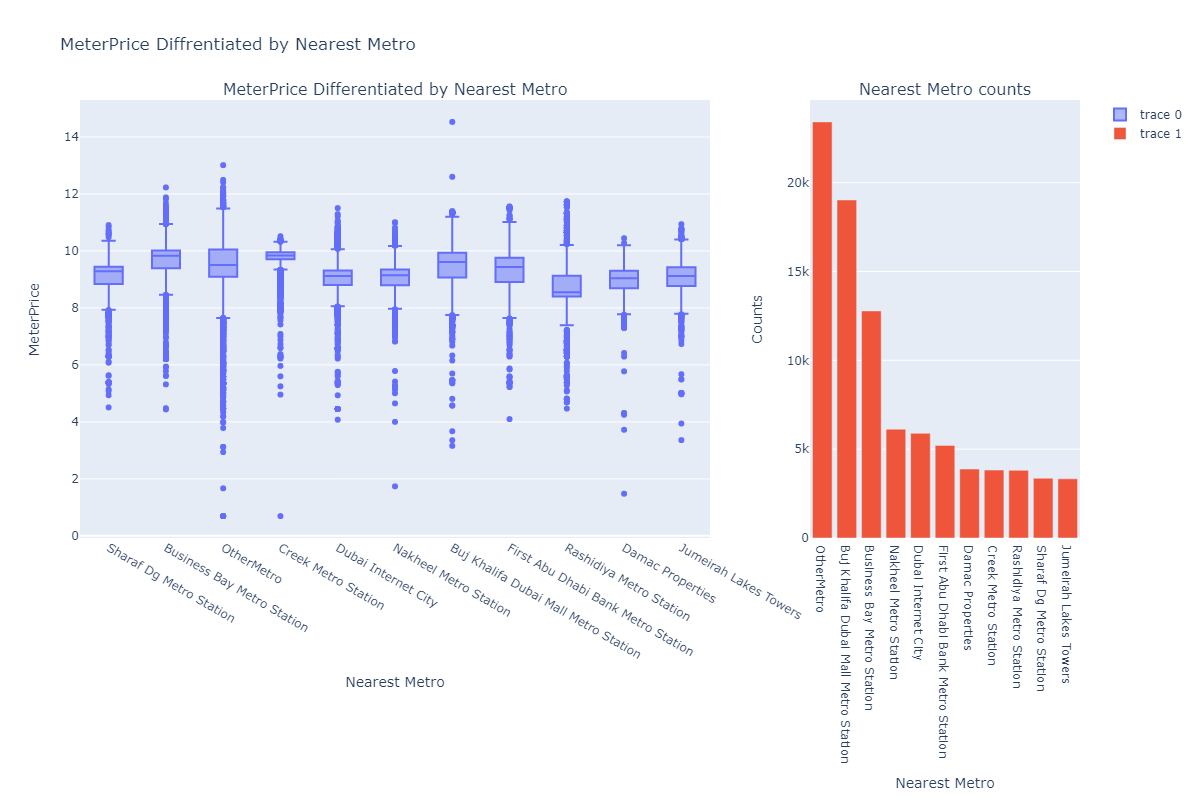 MeterPrice Diffrentiated by Nearest Metro
MeterPrice Differentiated by Nearest Metro
14
12
10
8
6
4
2
0
MeterPrice
Sharaf Dg Metro Station
Business Bay Metro Station
OtherMetro
Creek Metro Station
Dubai Internet City
Nakheel Metro Station
Buj Khalifa Dubai Mall Metro Station
First Abu Dhabi Bank Metro Station
Rashidiya Metro Station
Damac Properties
Jumeirah Lakes Towers
Nearest Metro
Nearest Metro counts
20k
15k
10k
5k
0
Counts
OtherMetro
Buj Khalifa Dubai Mall Metro Station
Business Bay Metro Station
Nakheel Metro Station
Dubai Internet City
First Abu Dhabi Bank Metro Station
Damac Properties
Creek Metro Station
Rashidiya Metro Station
Sharaf Dg Metro Station
Jumeirah Lakes Towers
Nearest Metro
trace 0
trace 1